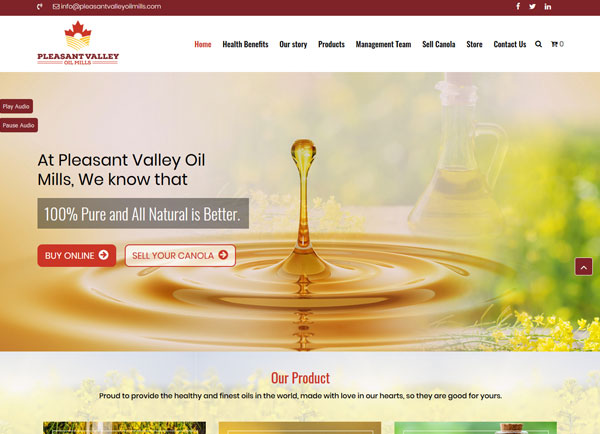 info@pleasantvalleyoilmills.com
PLEASANT VALLEY
OIL MILLS
Home Health Benefits Our story Products Management Team Sell Canola Store Contact Us 0
Play Audio
Pause Audio
At Pleasant Valley Oil
Mills, We know that
100% Pure and All Natural is Better.
BUY ONLINE SELL YOUR CANOLA
Our Product
Proud to provide the healthy and finest oils in the world, made with love in our hearts, so they are good for yours.